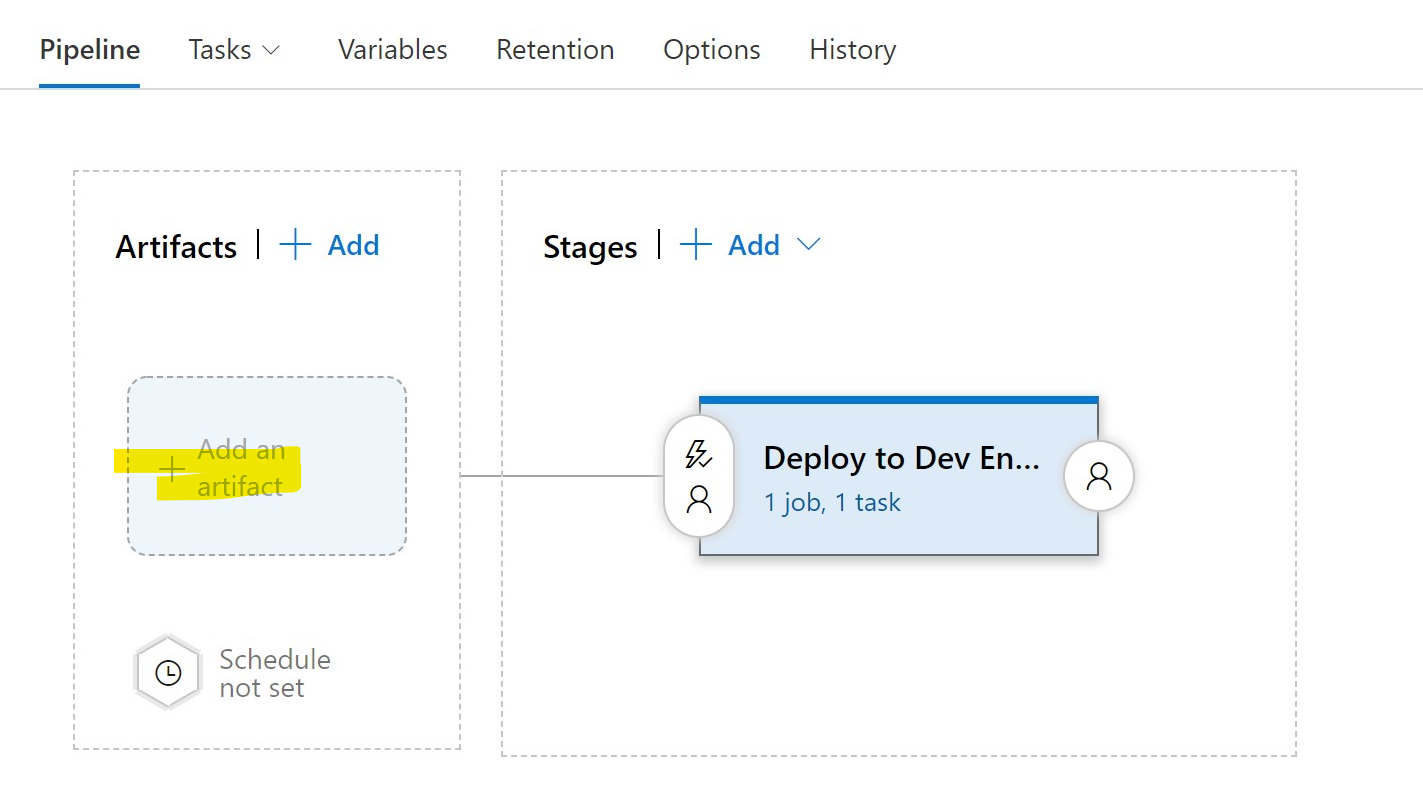 Pipeline Tasks Variables Retention Options History
Artifacts | + Add
Stages | + Add
Add an
artifact
Deploy to Dev En...
1 job, 1 task
Schedule
not set